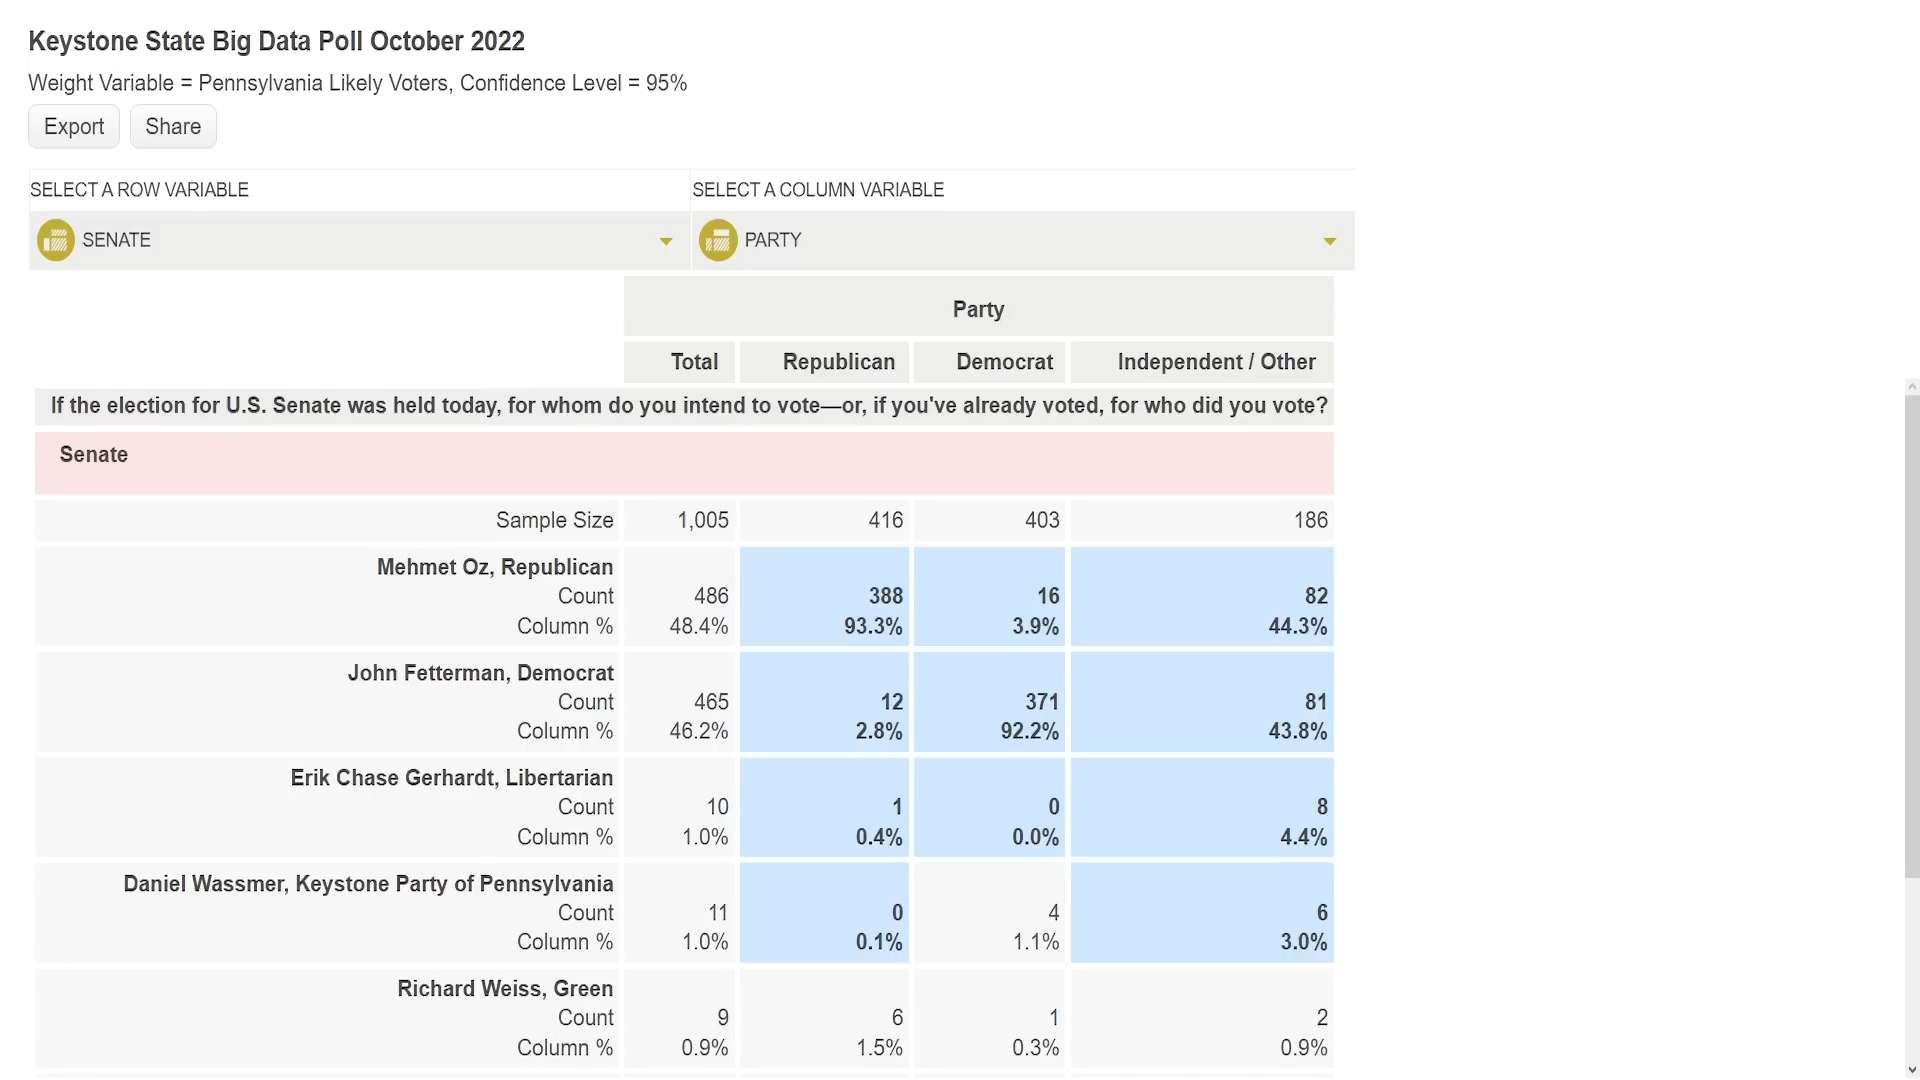 Keystone State Big Data Poll October 2022
Weight Variable = Pennsylvania Likely Voters, Confidence Level = 95%
Export Share
SELECT A ROW VARIABLE SELECT A COLUMN VARIABLE
SENATE PARTY
Party
Total Republican Democrat Independent / Other
If the election for U.S. Senate was held today, for whom do you intend to vote—or, if you've already voted, for who did you vote?
Senate
Sample Size 1,005 416 403 186
Mehmet Oz, Republican
Count 486 388 16 82
Column % 48.4% 93.3% 3.9% 44.3%
John Fetterman, Democrat
Count 465 12 371 81
Column % 46.2% 2.8% 92.2% 43.8%
Erik Chase Gerhardt, Libertarian
Count 10 1 0 8
Column % 1.0% 0.4% 0.0% 4.4%
Daniel Wassmer, Keystone Party of Pennsylvania
Count 11 0 4 6
Column % 1.0% 0.1% 1.1% 3.0%
Richard Weiss, Green
Count 9 6 1 2
Column % 0.9% 1.5% 0.3% 0.9%